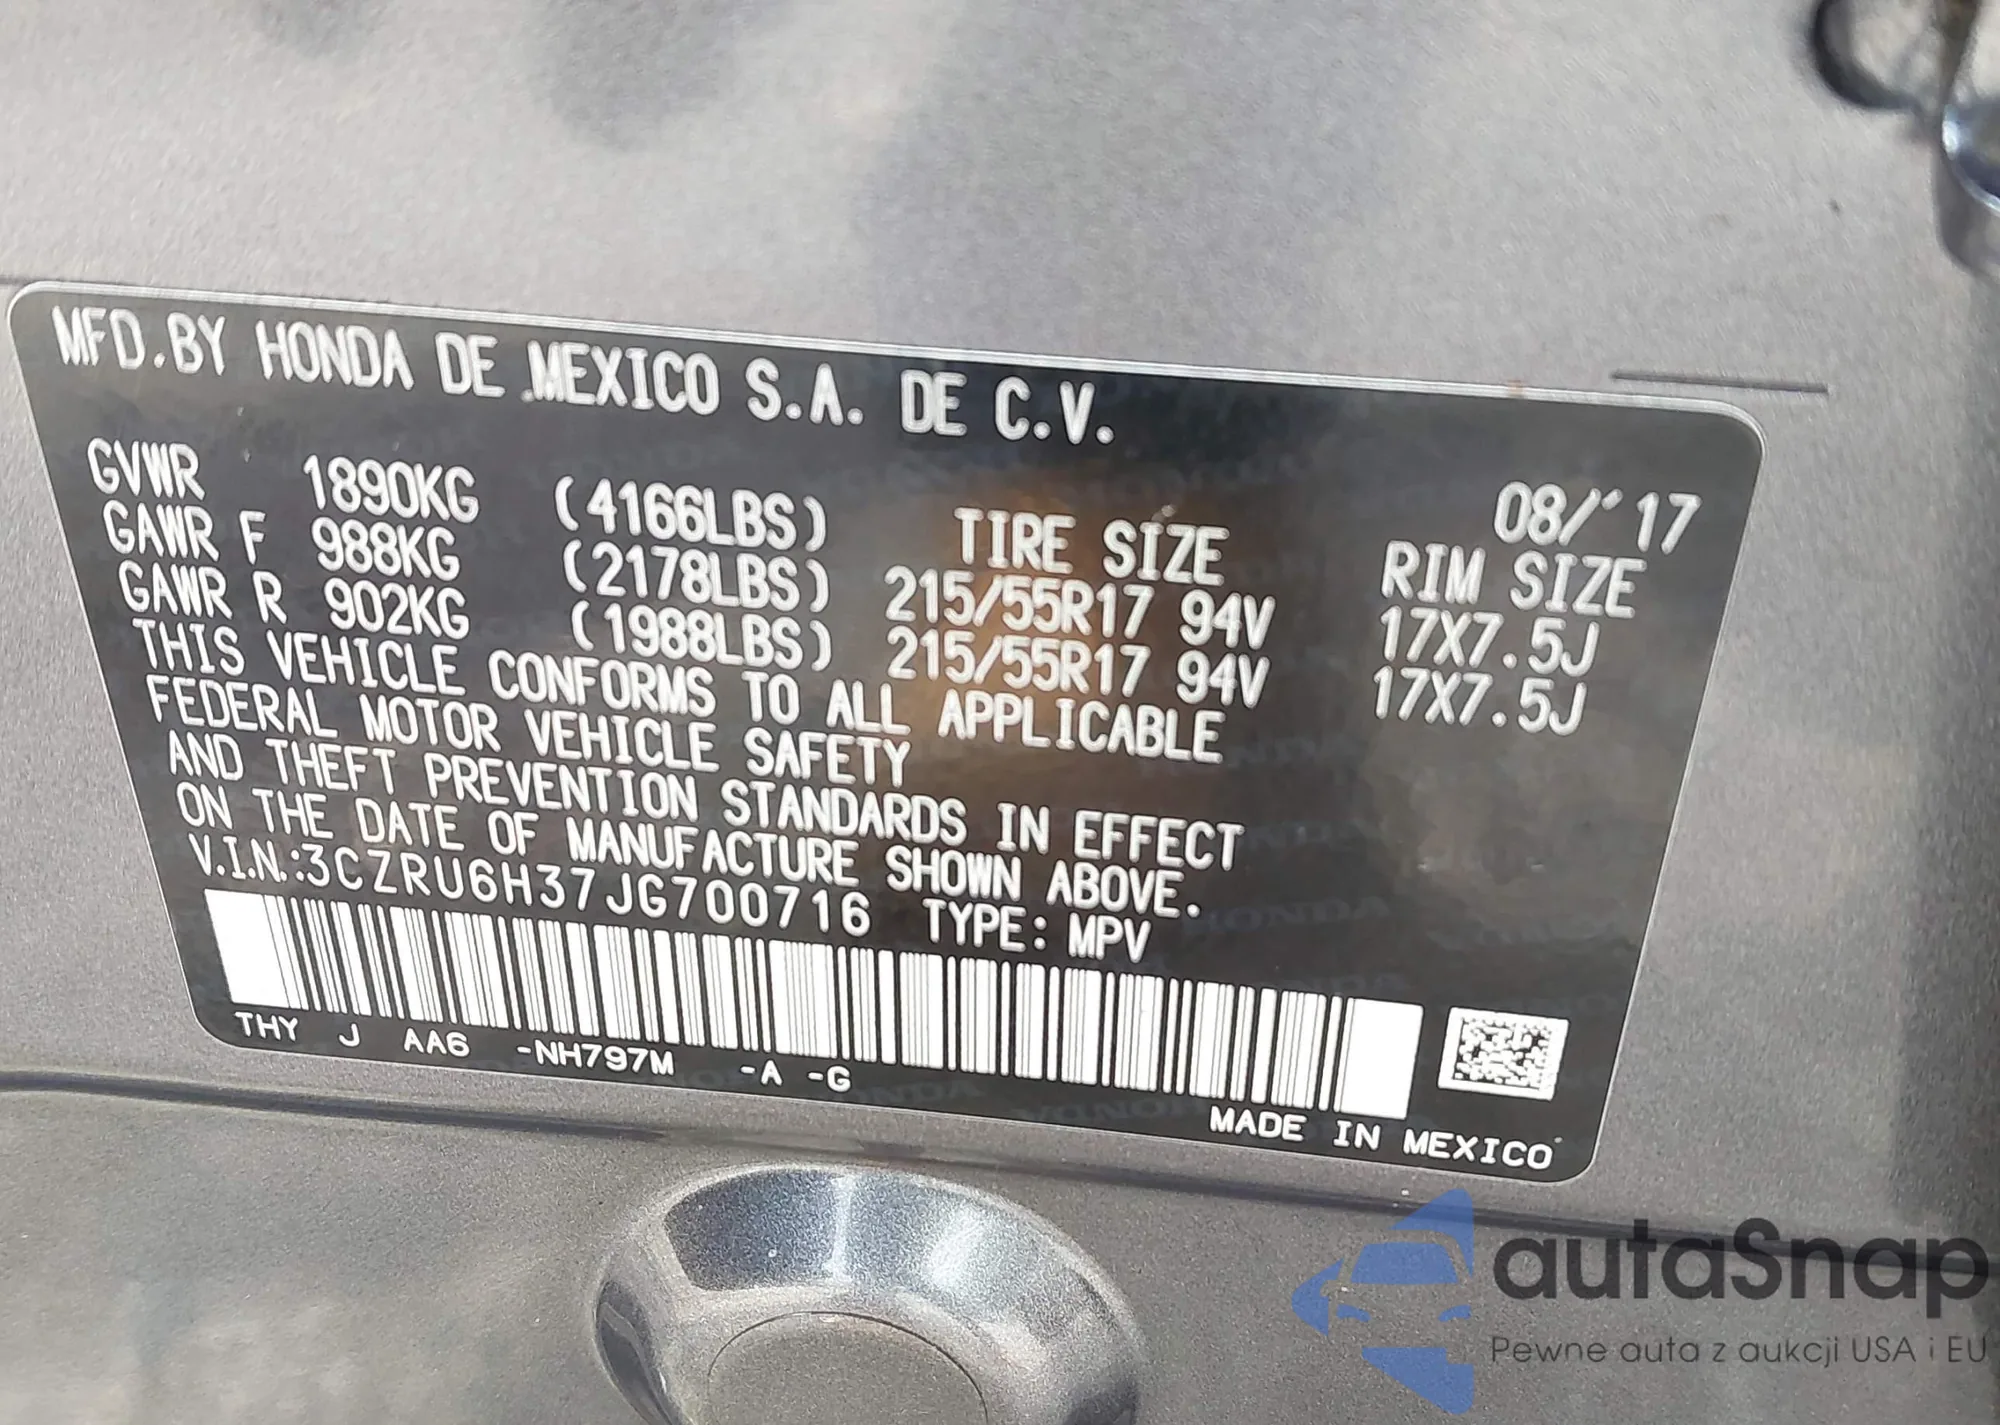 MFD.BY HONDA DE MEXICO S.A. DE C.V.
08/'17
GVWR 1890KG (4166LBS) TIRE SIZE RIM SIZE
GAWR F 988KG (2178LBS) 215/55R17 94V 17X7.5J
GAWR R 902KG (1988LBS) 215/55R17 94V 17X7.5J
THIS VEHICLE CONFORMS TO ALL APPLICABLE
FEDERAL MOTOR VEHICLE SAFETY
AND THEFT PREVENTION STANDARDS IN EFFECT
ON THE DATE OF MANUFACTURE SHOWN ABOVE.
V.I.N.:3CZRU6H37JG700716 TYPE: MPV
THY J AA6 -NH797M -A -G
MADE IN MEXICO
autaSnap
Pewne auta z aukcji USA i EU